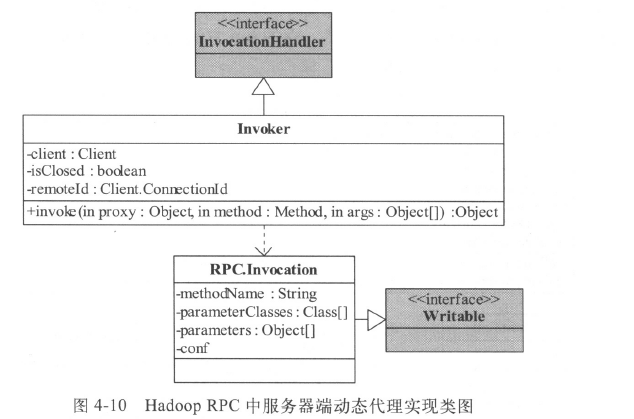 <<interface>>
InvocationHandler
Invoker
-client : Client
-isClosed : boolean
-remoteId : Client.ConnectionId
+invoke(in proxy : Object, in method : Method, in args : Object[]) :Object
RPC.Invocation
-methodName : String
-parameterClasses : Class[]
-parameters : Object[]
-conf
<<interface>>
Writable
图 4-10 Hadoop RPC 中服务器端动态代理实现类图